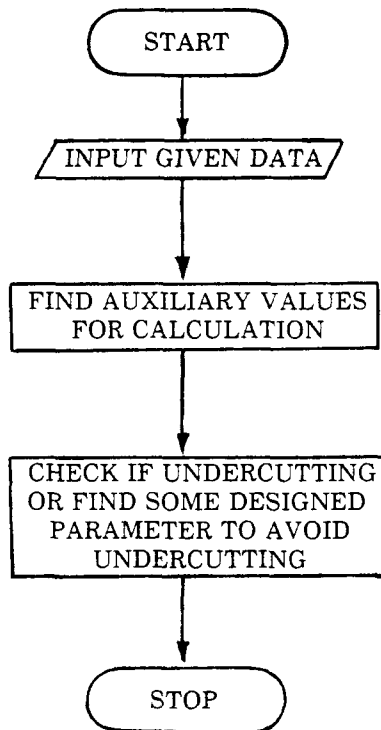 START
INPUT GIVEN DATA
FIND AUXILIARY VALUES
FOR CALCULATION
CHECK IF UNDERCUTTING
OR FIND SOME DESIGNED
PARAMETER TO AVOID
UNDERCUTTING
STOP